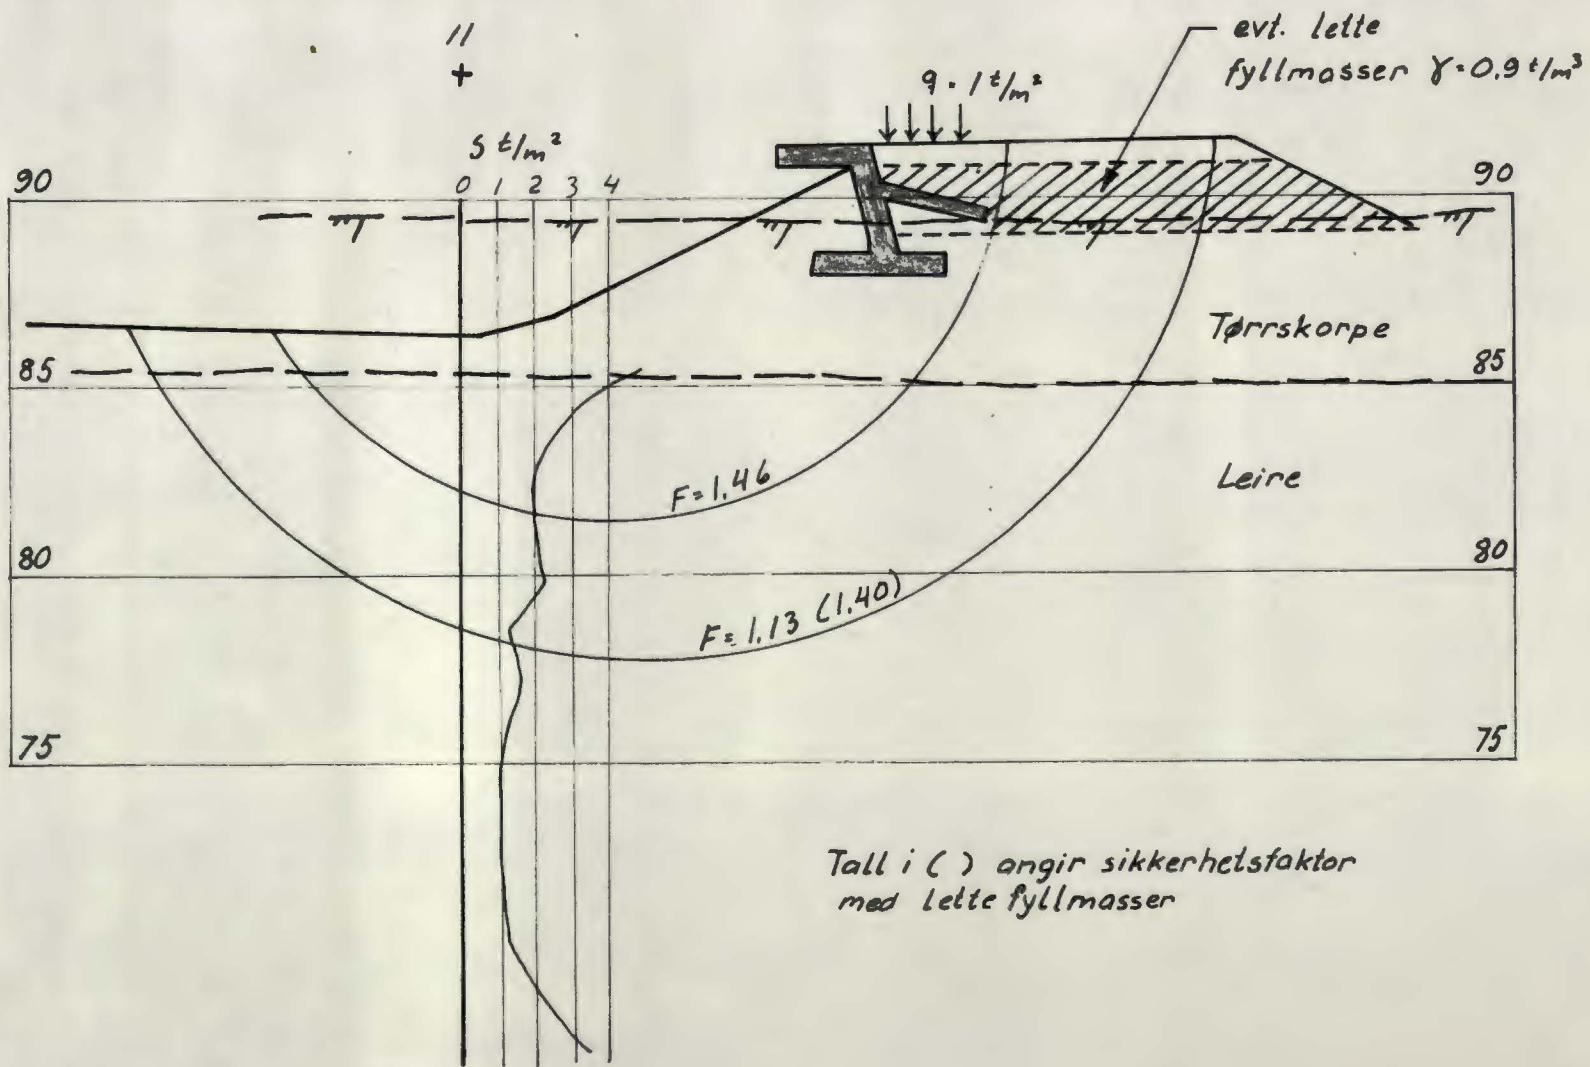 11
+
evt. lette
fyllmasser γ=0.9 t/m³
q = 1 t/m²
S t/m²
0 1 2 3 4
90
90
Tørrskorpe
85
85
Leire
F=1.46
80
80
F=1.13 (1.40)
75
75
Tall i ( ) angir sikkerhetsfaktor
med lette fyllmasser